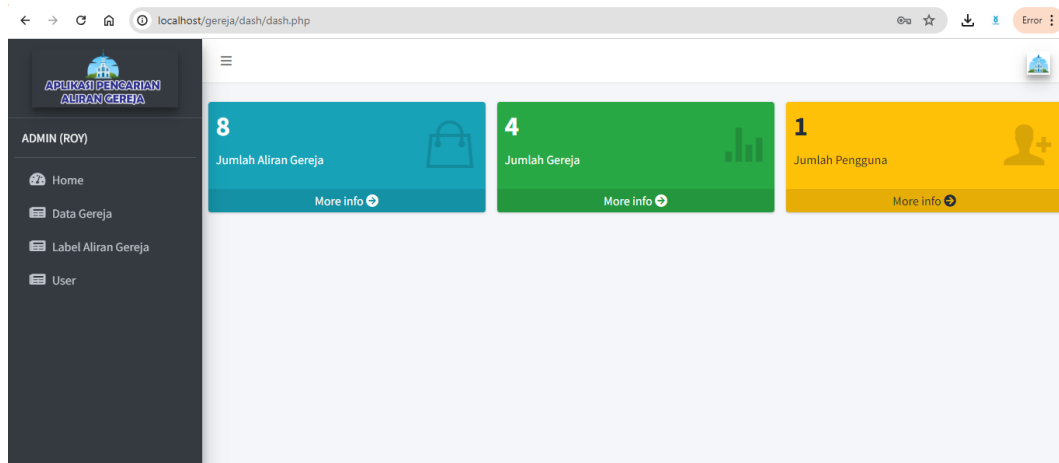 localhost/gereja/dash/dash.php
Error
APLIKASI PENCARIAN
ALIRAN GEREJA
ADMIN (ROY)
Home
Data Gereja
Label Aliran Gereja
User
8
Jumlah Aliran Gereja
More info
4
Jumlah Gereja
More info
1
Jumlah Pengguna
More info